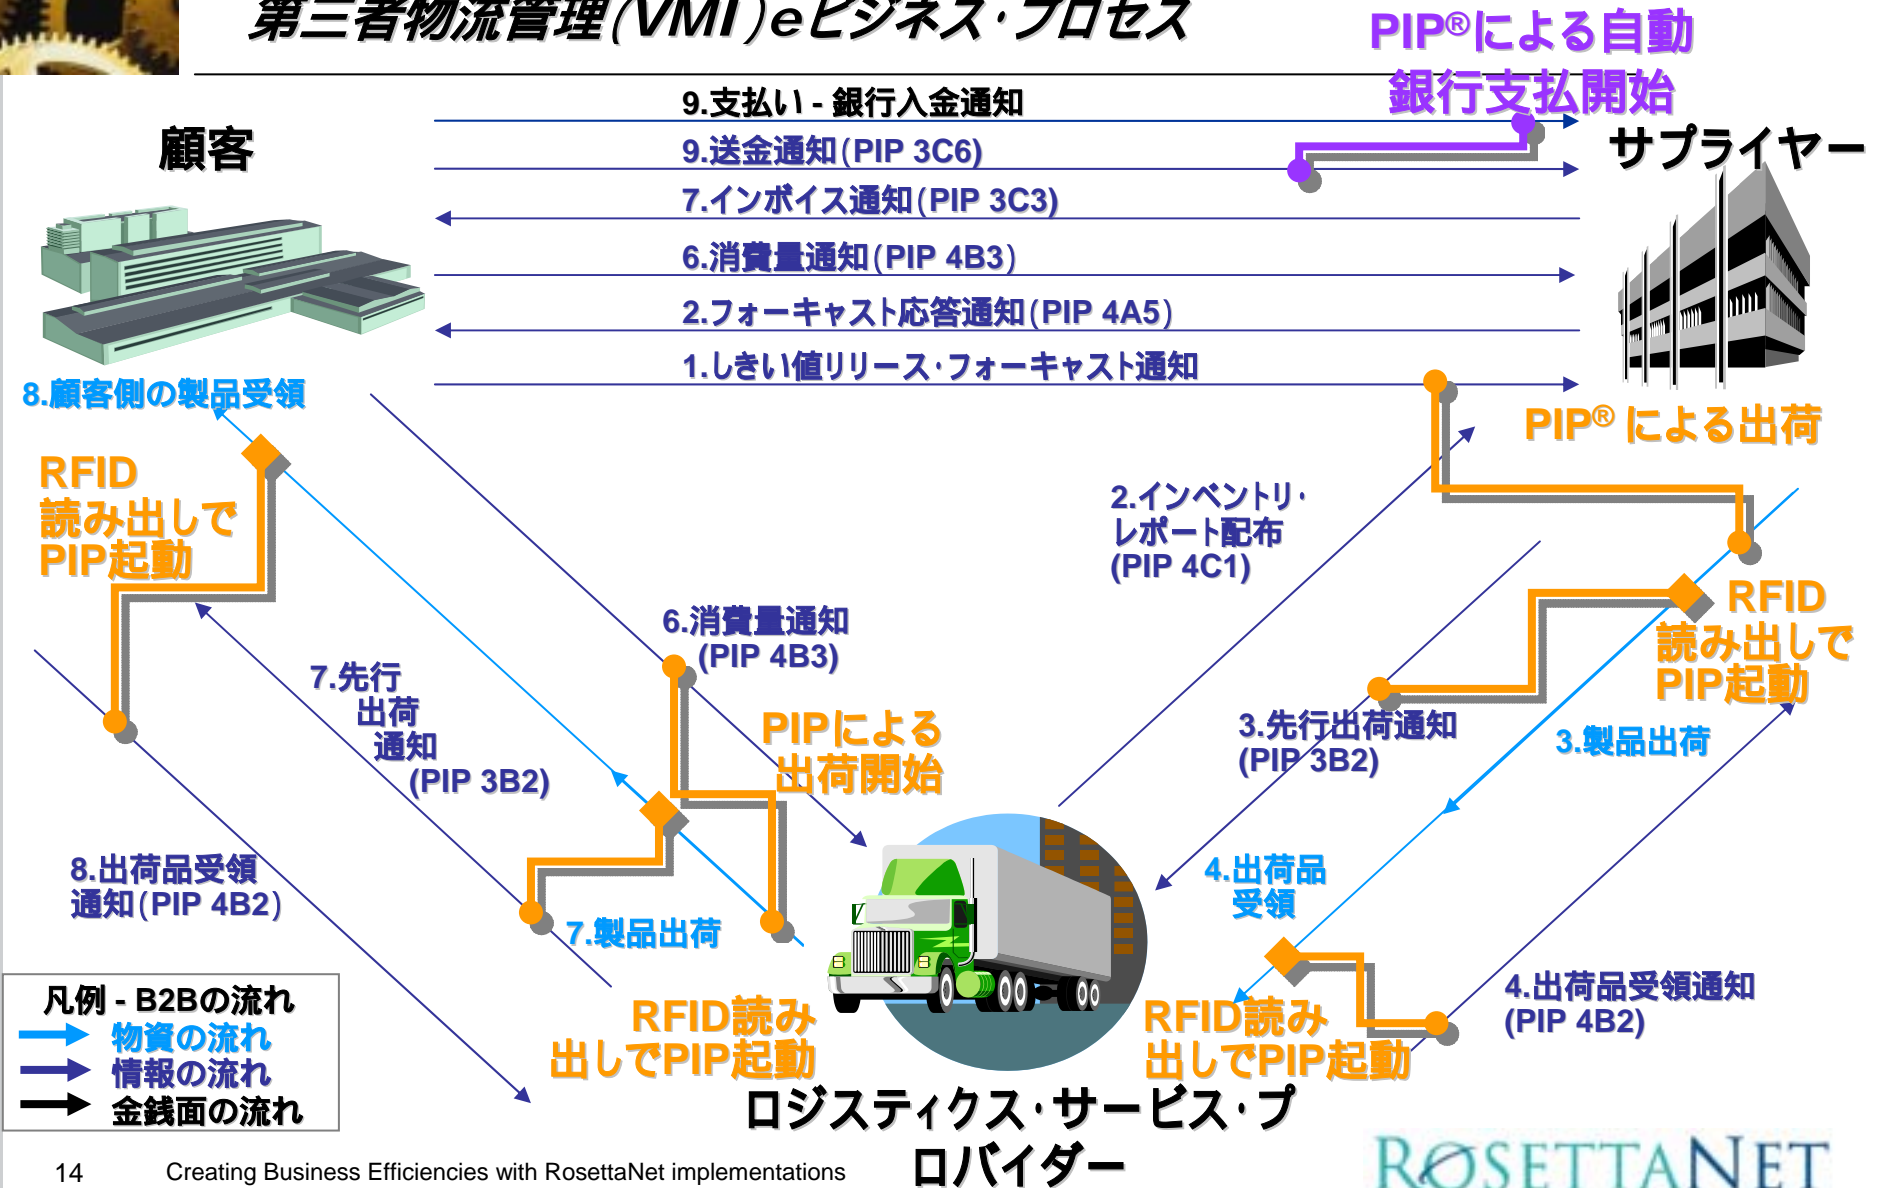 第三者物流管理(VMI)eビジネス・プロセス
PIP®による自動
銀行支払開始
9.支払い - 銀行入金通知
顧客
サプライヤー
9.送金通知(PIP 3C6)
7.インボイス通知(PIP 3C3)
6.消費量通知(PIP 4B3)
2.フォーキャスト応答通知(PIP 4A5)
1.しきい値リリース・フォーキャスト通知
8.顧客側の製品受領
PIP® による出荷
RFID
読み出しで
PIP起動
2.インベントリ・
レポート配布
(PIP 4C1)
RFID
読み出しで
PIP起動
6.消費量通知
(PIP 4B3)
7.先行
出荷
通知
(PIP 3B2)
PIPによる
出荷開始
3.先行出荷通知
(PIP 3B2)
3.製品出荷
8.出荷品受領
通知(PIP 4B2)
4.出荷品
受領
7.製品出荷
凡例 - B2Bの流れ
物資の流れ
情報の流れ
金銭面の流れ
RFID読み
出しでPIP起動
RFID読み
出しでPIP起動
4.出荷品受領通知
(PIP 4B2)
ロジスティクス・サービス・プ
ロバイダー
14
Creating Business Efficiencies with RosettaNet implementations
ROSETTANET